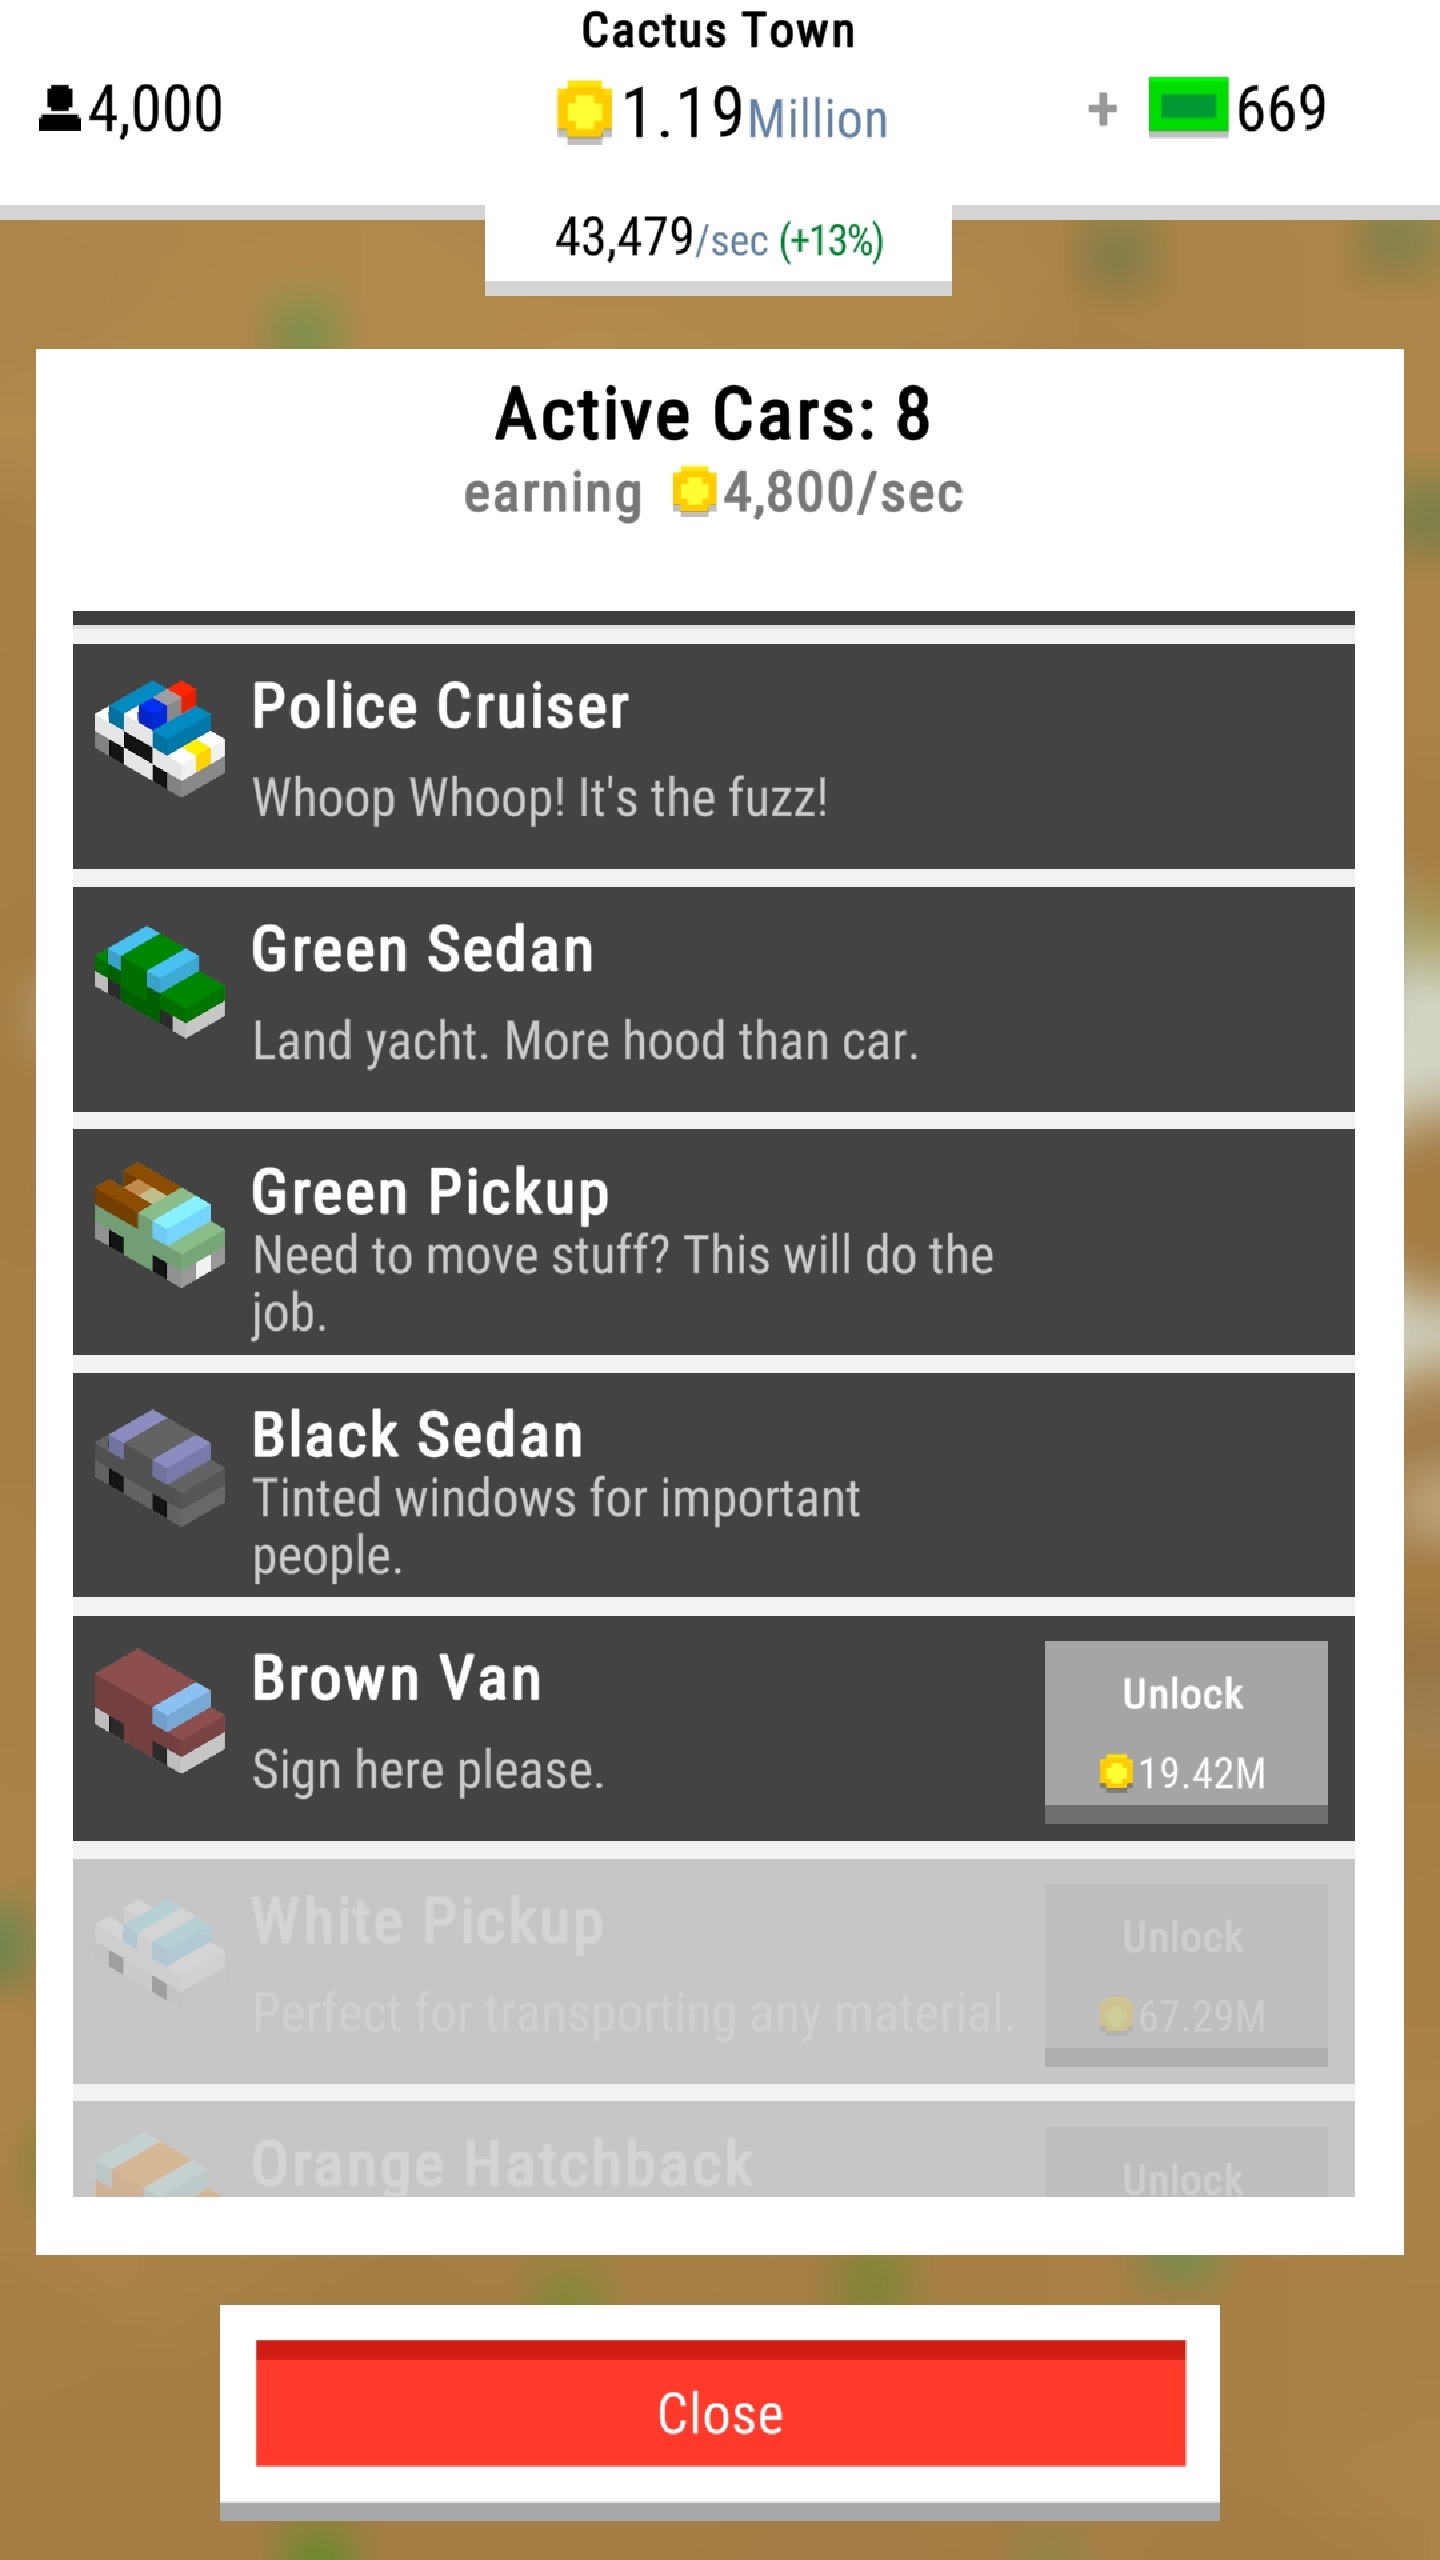 Cactus Town
4,000
1.19Million
+ 669
43,479/sec (+13%)
Active Cars: 8
earning 4,800/sec
Police Cruiser
Whoop Whoop! It's the fuzz!
Green Sedan
Land yacht. More hood than car.
Green Pickup
Need to move stuff? This will do the
job.
Black Sedan
Tinted windows for important
people.
Brown Van
Unlock
Sign here please.
19.42M
White Pickup
Unlock
Perfect for transporting any material.
67.29M
Orange Hatchback
Unlock
Close